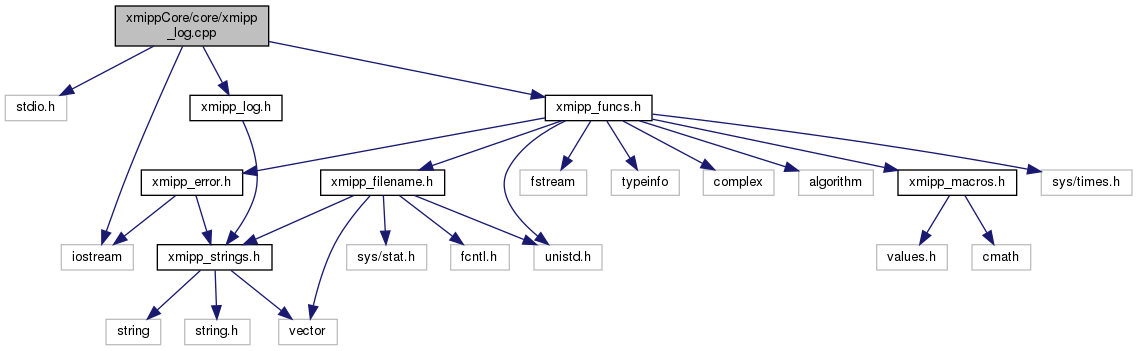 xmippCore/core/xmipp
_log.cpp
stdio.h
xmipp_log.h
xmipp_funcs.h
xmipp_error.h
xmipp_filename.h
fstream
typeinfo
complex
algorithm
xmipp_macros.h
sys/times.h
iostream
xmipp_strings.h
sys/stat.h
fcntl.h
unistd.h
values.h
cmath
string
string.h
vector